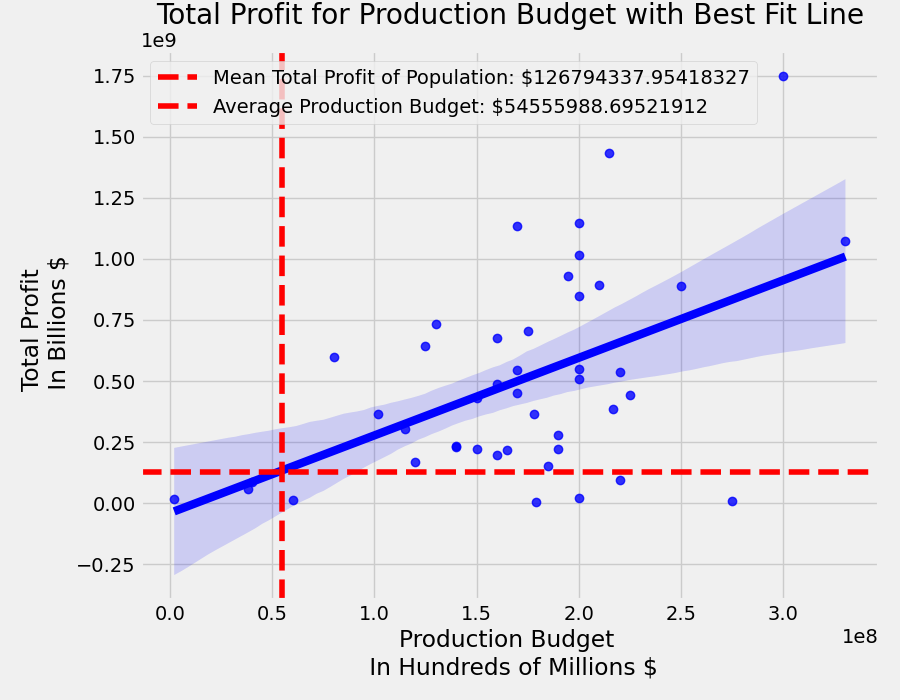 Total Profit for Production Budget with Best Fit Line
1e9
Mean Total Profit of Population: $126794337.95418327
Average Production Budget: $54555988.69521912
1.75
1.50
1.25
1.00
0.75
0.50
0.25
0.00
−0.25
Total Profit
In Billions $
0.0 0.5 1.0 1.5 2.0 2.5 3.0
1e8
Production Budget
In Hundreds of Millions $